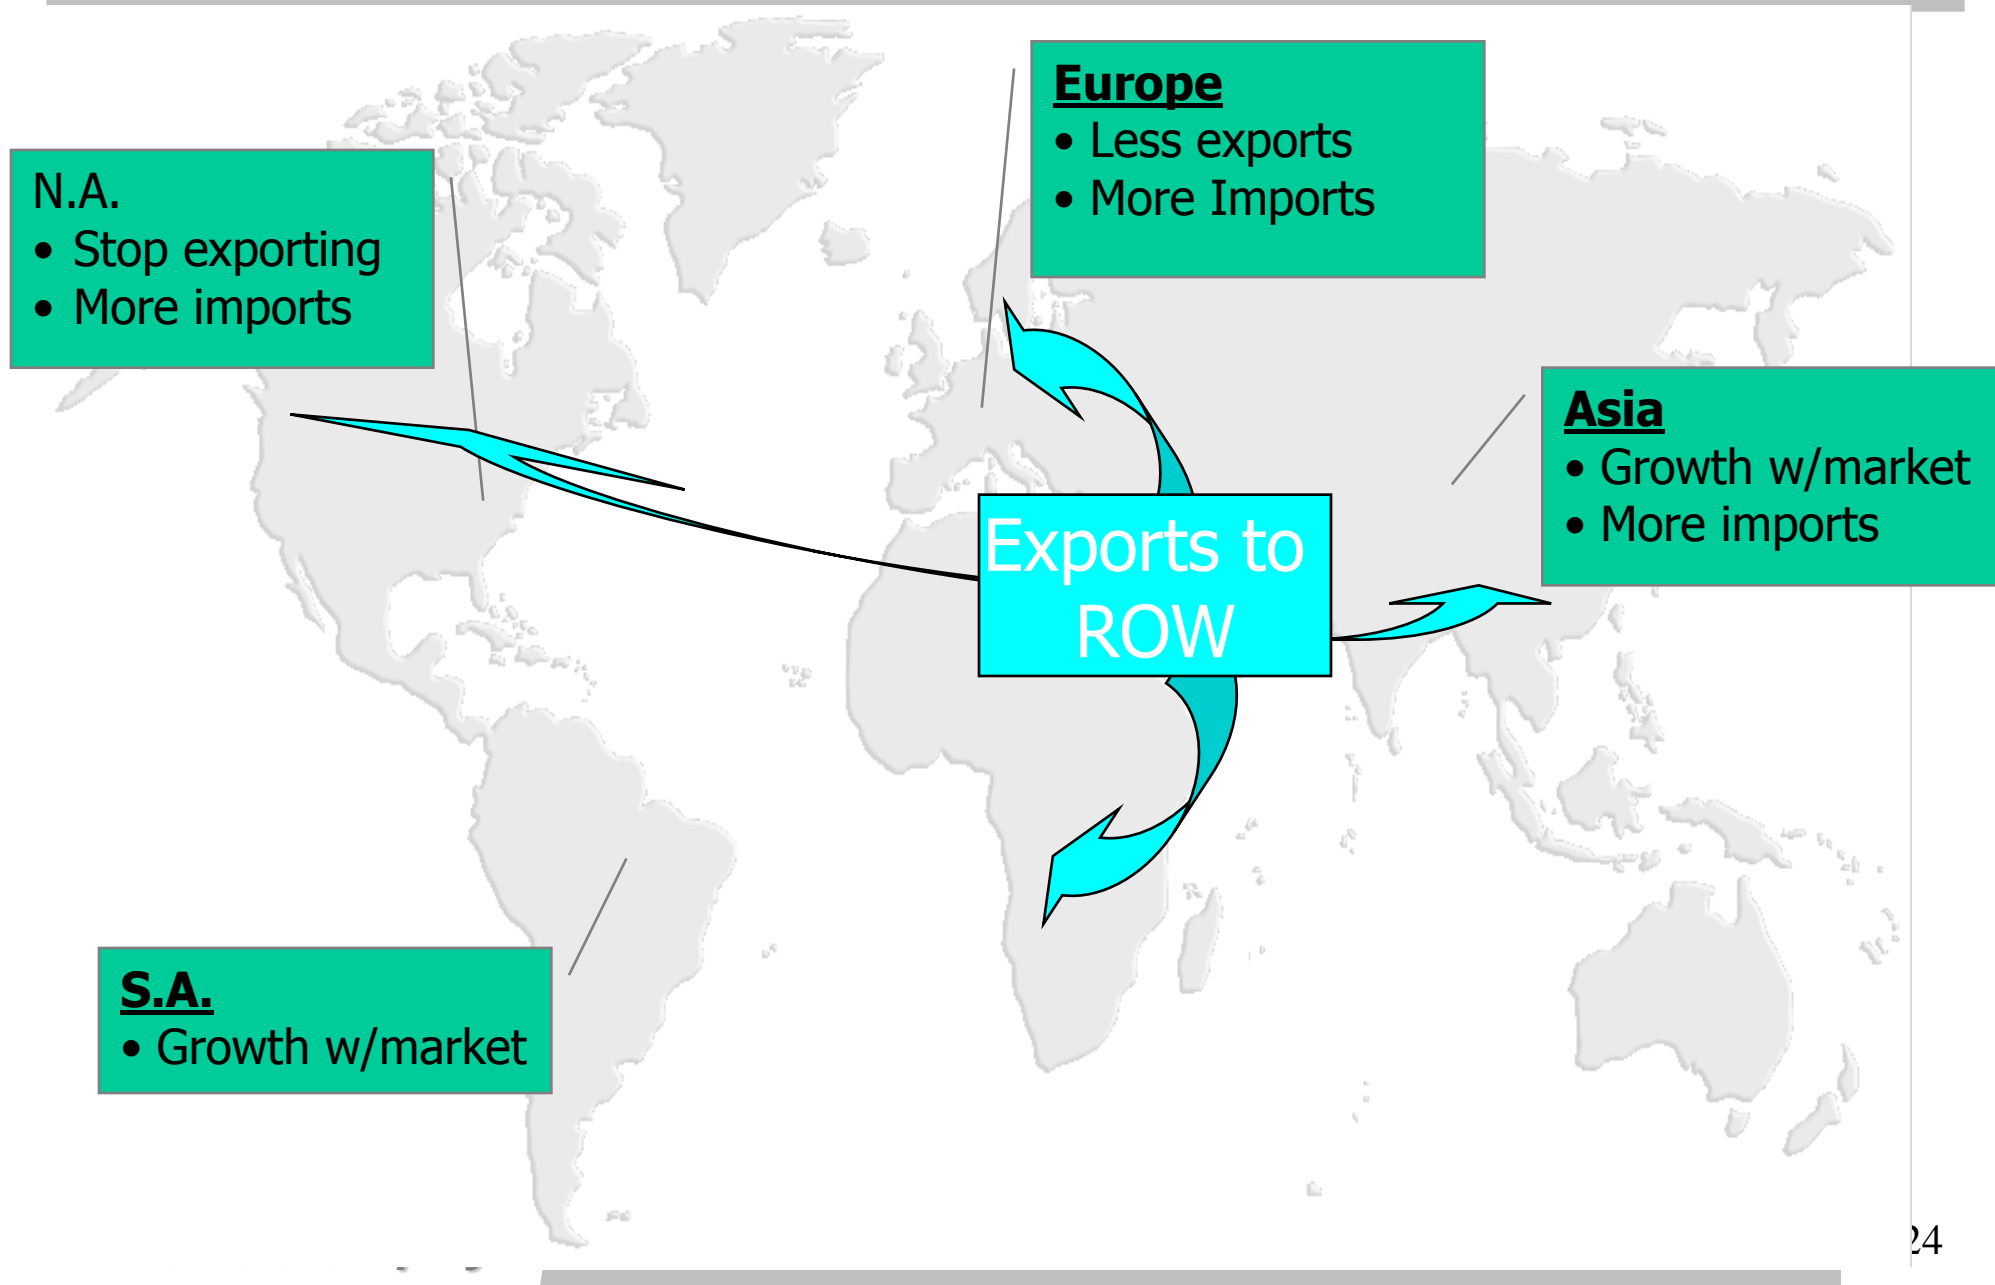 Europe
• Less exports
• More Imports
N.A.
• Stop exporting
• More imports
Asia
• Growth w/market
• More imports
Exports to
ROW
S.A.
• Growth w/market
24